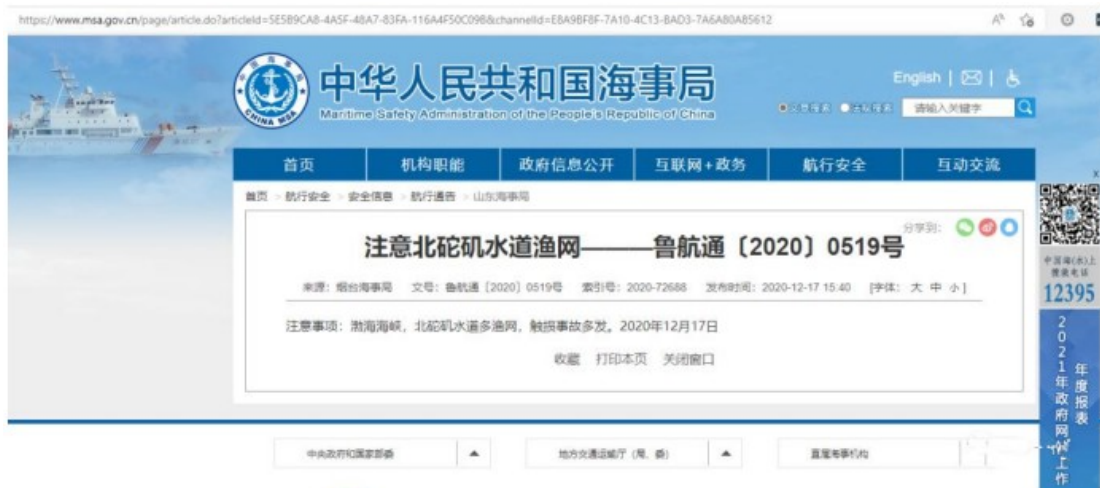 https://www.msa.gov.cn/page/article.do?articleId=5E5B9CA8-4A5F-48A7-83FA-116A4F50C09B&channelId=E8A9BF8F-7A10-4C13-BAD3-7A6A80A85612
中华人民共和国海事局
Maritime Safety Administration of the People's Republic of China
CHINA MSA
English
请输入关键字
首页 机构职能 政府信息公开 互联网+政务 航行安全 互动交流
首页 > 航行安全 > 安全信息 > 航行通告 > 山东海事局
分享到:
注意北砣矶水道渔网———鲁航通〔2020〕0519号
来源: 烟台海事局 文号: 鲁航通〔2020〕0519号 索引号: 2020-72688 发布时间: 2020-12-17 15:40 [字体: 大 中 小]
注意事项: 渤海海峡，北砣矶水道多渔网，触损事故多发。2020年12月17日
收藏 打印本页 关闭窗口
x
中国海(水)上
搜救电话
12395
2021年政府网站工作
年度报表
中央政府和国家部委
地方交通运输厅 (局、委)
直属海事机构